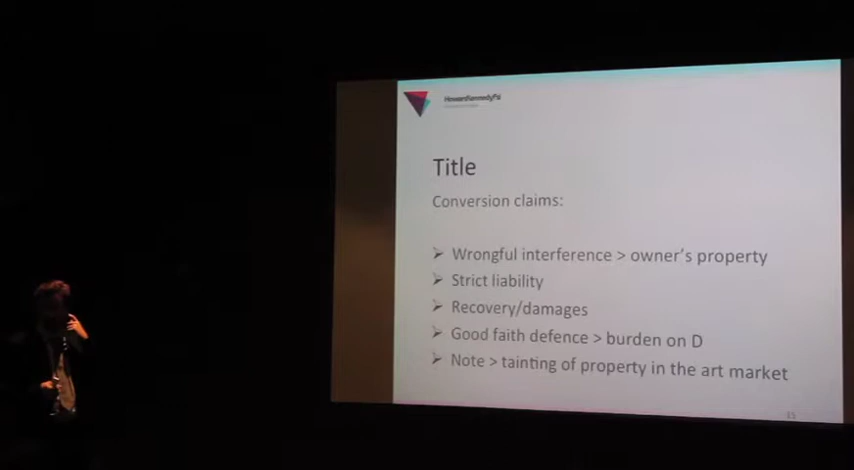 HowardKennedyFsi
Title
Conversion claims:
➢ Wrongful interference > owner's property
➢ Strict liability
➢ Recovery/damages
➢ Good faith defence > burden on D
➢ Note > tainting of property in the art market